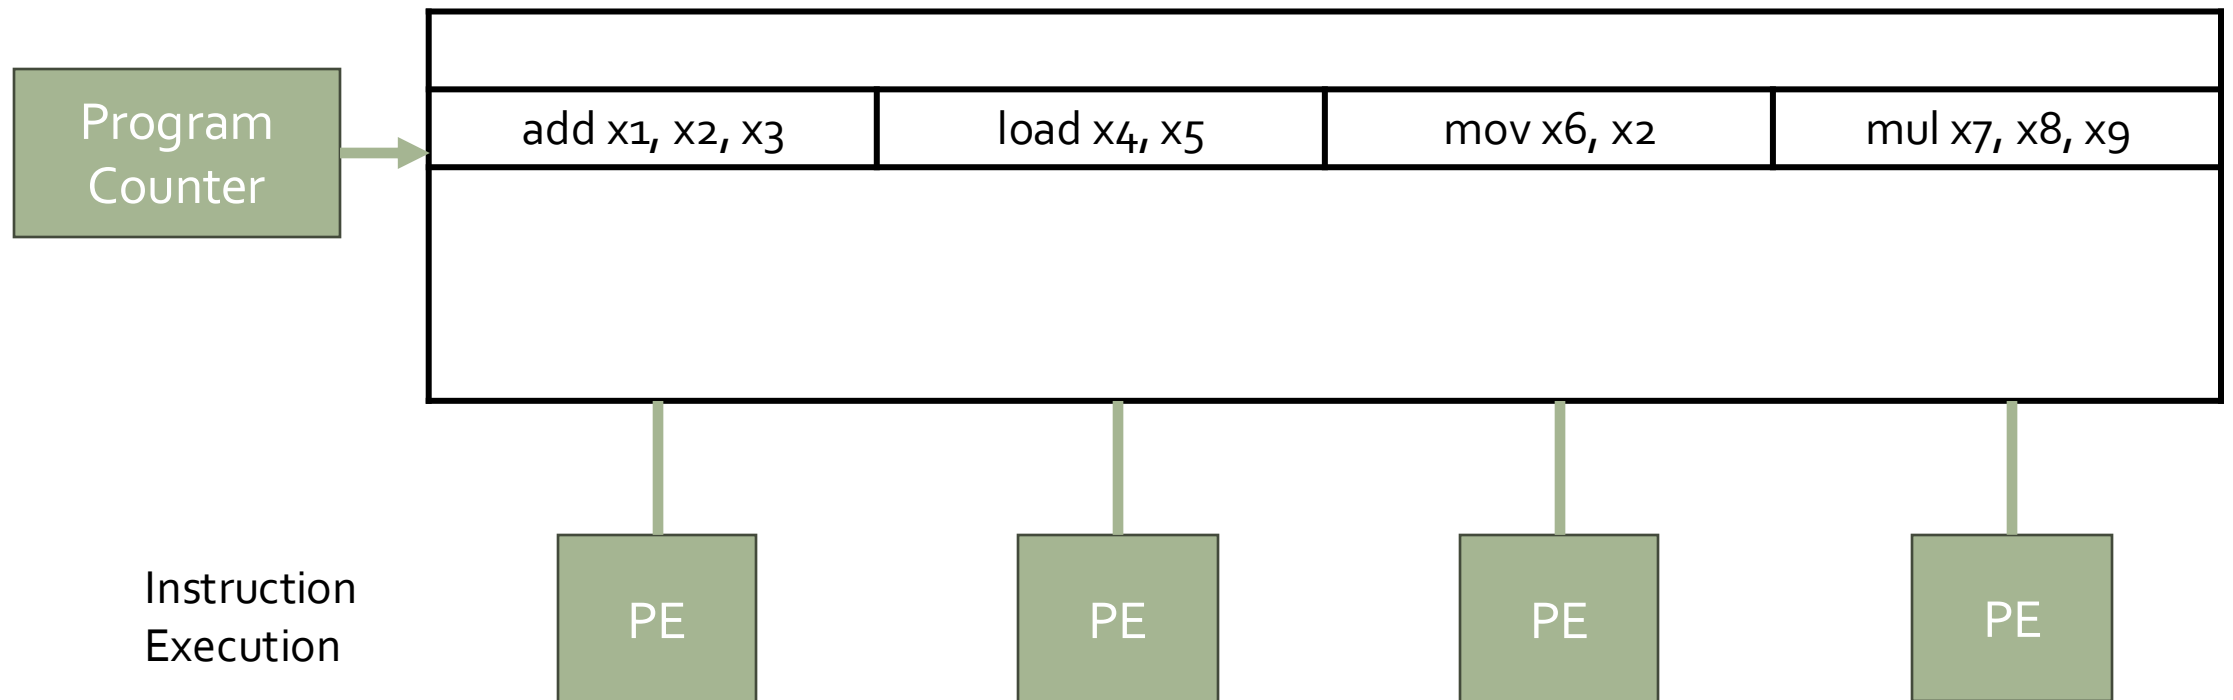 Program
Counter
add x1, x2, x3
load x4, x5
mov x6, x2
mul x7, x8, x9
Instruction
Execution
PE
PE
PE
PE